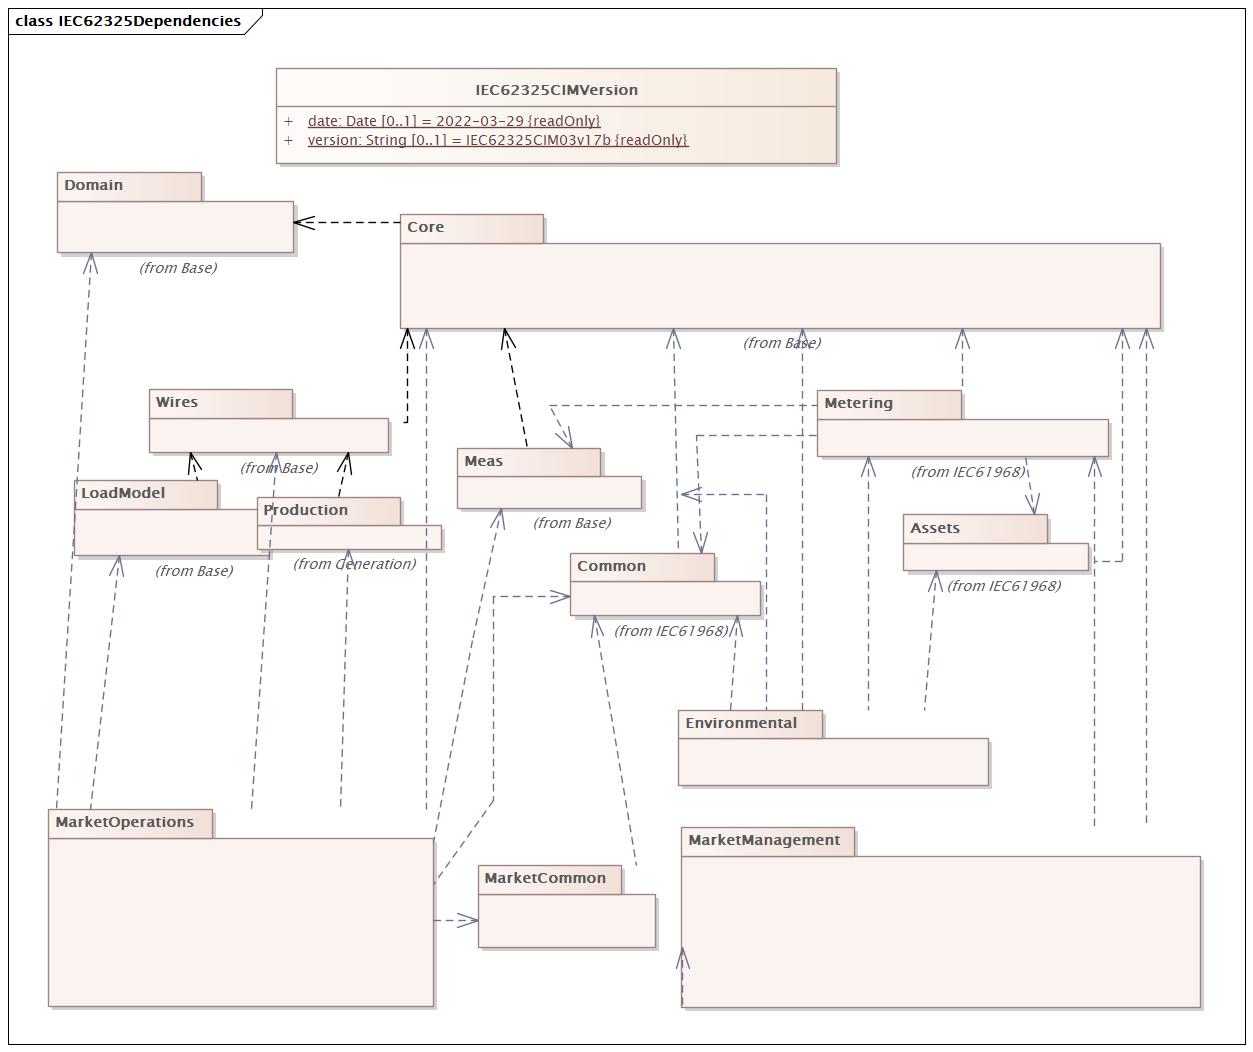 class IEC62325Dependencies
IEC62325CIMVersion
+ date: Date [0..1] = 2022-03-29 {readOnly}
+ version: String [0..1] = IEC62325CIM03v17b {readOnly}
Domain
(from Base)
Core
(from Base)
Wires
(from Base)
Metering
(from IEC61968)
Meas
(from Base)
LoadModel
(from Base)
Production
(from Generation)
Assets
(from IEC61968)
Common
(from IEC61968)
Environmental
MarketOperations
MarketManagement
MarketCommon